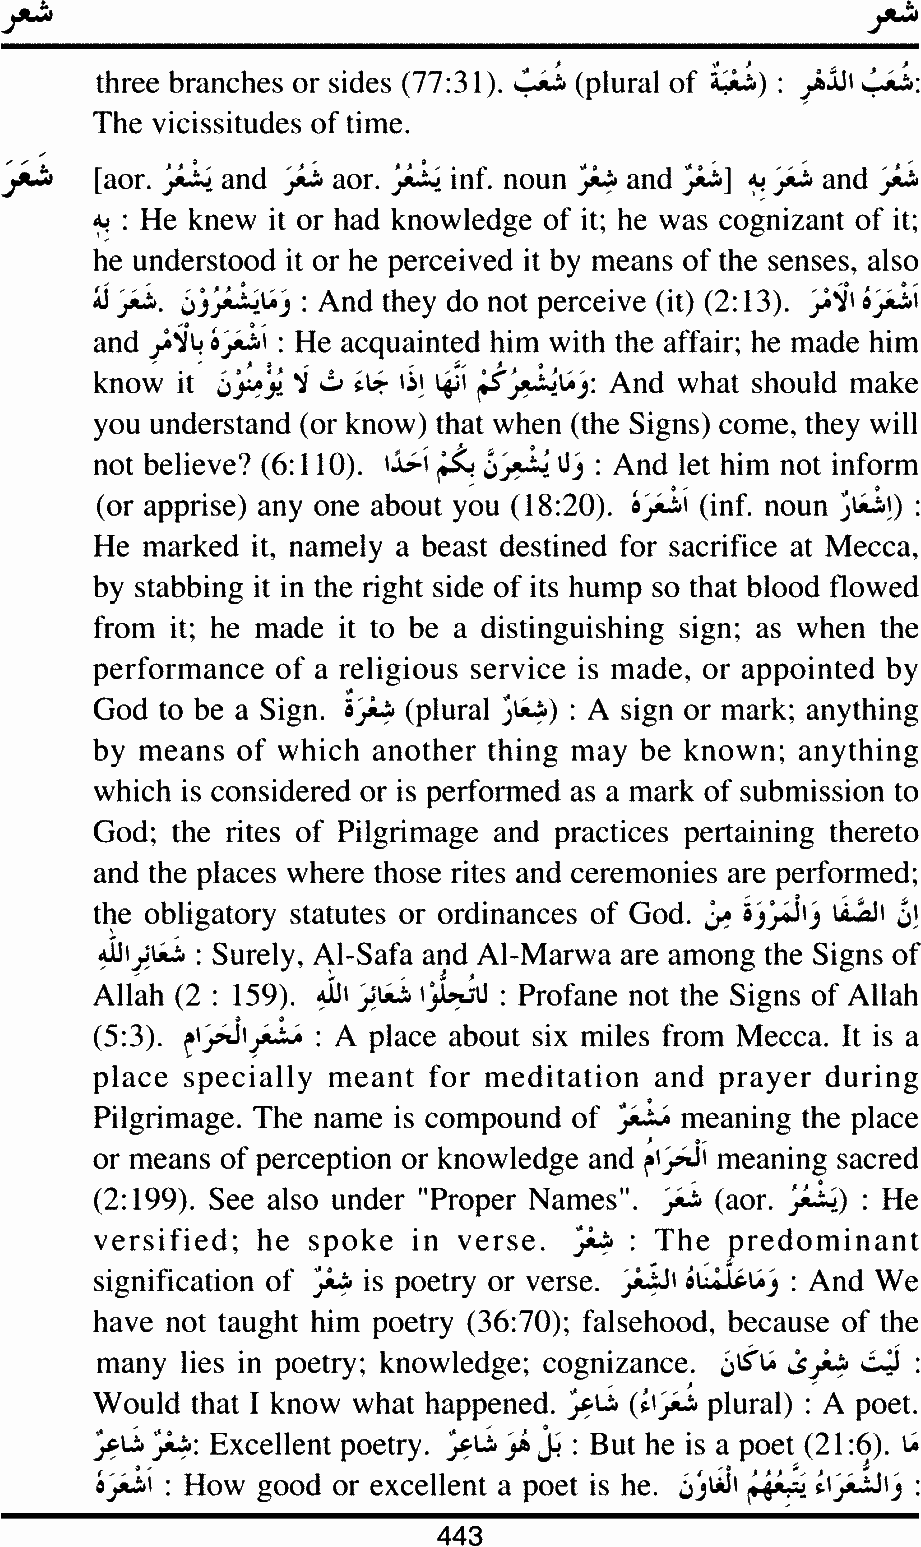 شعر شعر
three branches or sides (77:31). شُعَبٌ (plural of شُعْبَةٌ) : شُعَبُ الدَّهْرِ:
The vicissitudes of time.
شَعَرَ [aor. يَشْعُرُ and شَعُرَ aor. يَشْعُرُ inf. noun شِعْرٌ and شَعْرٌ] شَعَرَ بِهٖ and شَعُرَ
بِهٖ : He knew it or had knowledge of it; he was cognizant of it;
he understood it or he perceived it by means of the senses, also
شَعَرَ لَهٗ. وَمَايَشْعُرُوْنَ : And they do not perceive (it) (2:13). اَشْعَرَهُ الْاَمْرَ
and اَشْعَرَهٗ بِالْاَمْرِ : He acquainted him with the affair; he made him
know it وَمَايُشْعِرُكُمْ اَنَّهَا اِذَا جَاءَ تْ لَا يُؤْمِنُوْنَ: And what should make
you understand (or know) that when (the Signs) come, they will
not believe? (6:110). وَلَا يُشْعِرَنَّ بِكُمْ اَحَدًا : And let him not inform
(or apprise) any one about you (18:20). اَشْعَرَهٗ (inf. noun اِشْعَارٌ) :
He marked it, namely a beast destined for sacrifice at Mecca,
by stabbing it in the right side of its hump so that blood flowed
from it; he made it to be a distinguishing sign; as when the
performance of a religious service is made, or appointed by
God to be a Sign. شِعْرَةٌ (plural شِعَارٌ) : A sign or mark; anything
by means of which another thing may be known; anything
which is considered or is performed as a mark of submission to
God; the rites of Pilgrimage and practices pertaining thereto
and the places where those rites and ceremonies are performed;
the obligatory statutes or ordinances of God. اِنَّ الصَّفَا وَالْمَرْوَةَ مِنْ
شَعَائِرِاللّٰهِ : Surely, Al-Safa and Al-Marwa are among the Signs of
Allah (2 : 159). لَاتُحِلُّوْا شَعَائِرَ اللّٰهِ : Profane not the Signs of Allah
(5:3). مَشْعَرِالْحَرَامِ : A place about six miles from Mecca. It is a
place specially meant for meditation and prayer during
Pilgrimage. The name is compound of مَشْعَرٌ meaning the place
or means of perception or knowledge and اَلْحَرَامُ meaning sacred
(2:199). See also under "Proper Names". شَعَرَ (aor. يَشْعُرُ) : He
versified; he spoke in verse. شِعْرٌ : The predominant
signification of شِعْرٌ is poetry or verse. وَمَاعَلَّمْنَاهُ الشِّعْرَ : And We
have not taught him poetry (36:70); falsehood, because of the
many lies in poetry; knowledge; cognizance. لَيْتَ شِعْرِىْ مَاكَانَ :
Would that I know what happened. شَاعِرٌ (شُعَرَاءُ plural) : A poet.
شِعْرٌ شَاعِرٌ: Excellent poetry. بَلْ هُوَ شَاعِرٌ : But he is a poet (21:6). مَا
اَشْعَرَهٗ : How good or excellent a poet is he. وَالشُّعَرَاءُ يَتَّبِعُهُمُ الْغَاوٗنَ :
443